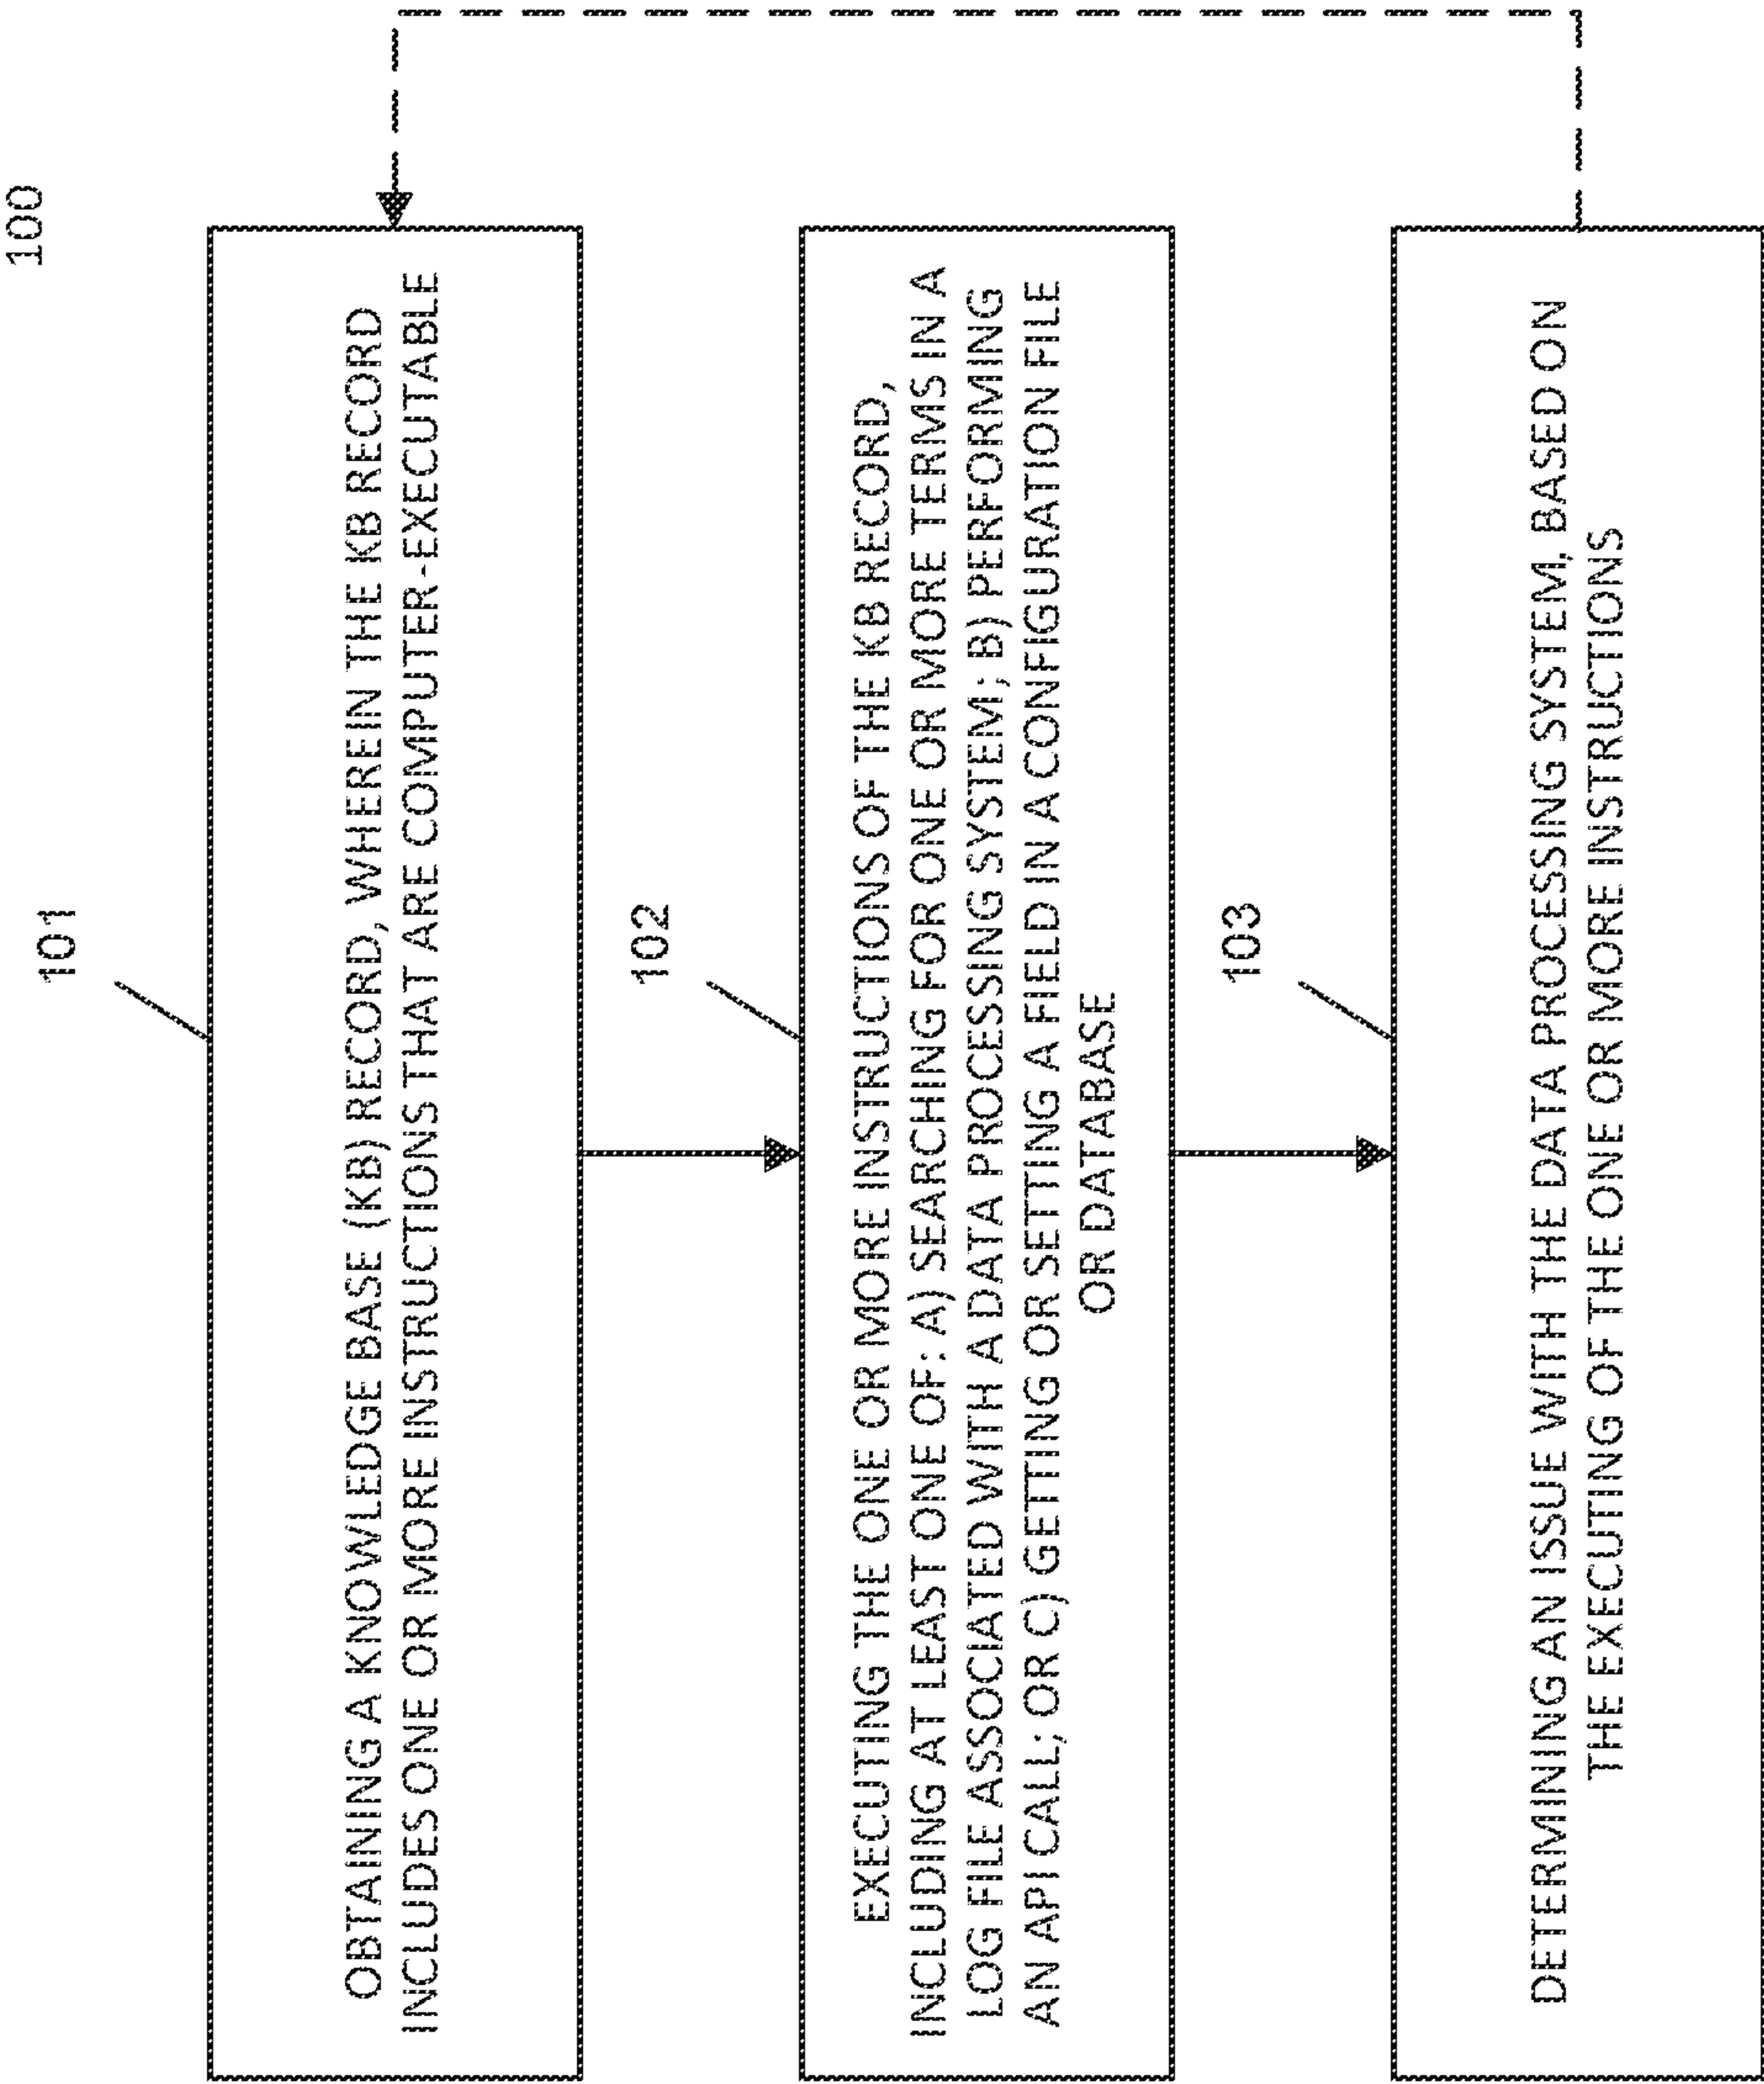 100
101
OBTAINING A KNOWLEDGE BASE (KB) RECORD, WHEREIN THE KB RECORD
INCLUDES ONE OR MORE INSTRUCTIONS THAT ARE COMPUTER-EXECUTABLE
102
EXECUTING THE ONE OR MORE INSTRUCTIONS OF THE KB RECORD,
INCLUDING AT LEAST ONE OF: A) SEARCHING FOR ONE OR MORE TERMS IN A
LOG FILE ASSOCIATED WITH A DATA PROCESSING SYSTEM; B) PERFORMING
AN API CALL; OR C) GETTING OR SETTING A FIELD IN A CONFIGURATION FILE
OR DATABASE
103
DETERMINING AN ISSUE WITH THE DATA PROCESSING SYSTEM, BASED ON
THE EXECUTING OF THE ONE OR MORE INSTRUCTIONS